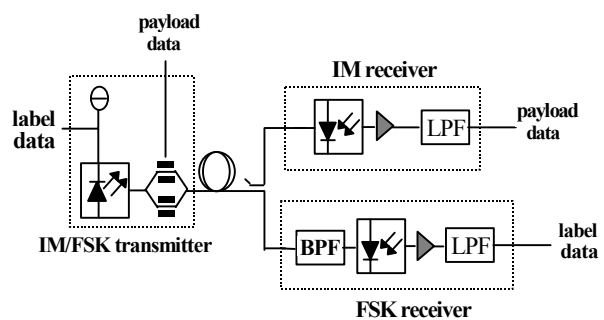 payload
data
label
data
IM/FSK transmitter
IM receiver
LPF
payload
data
BPF
LPF
label
data
FSK receiver